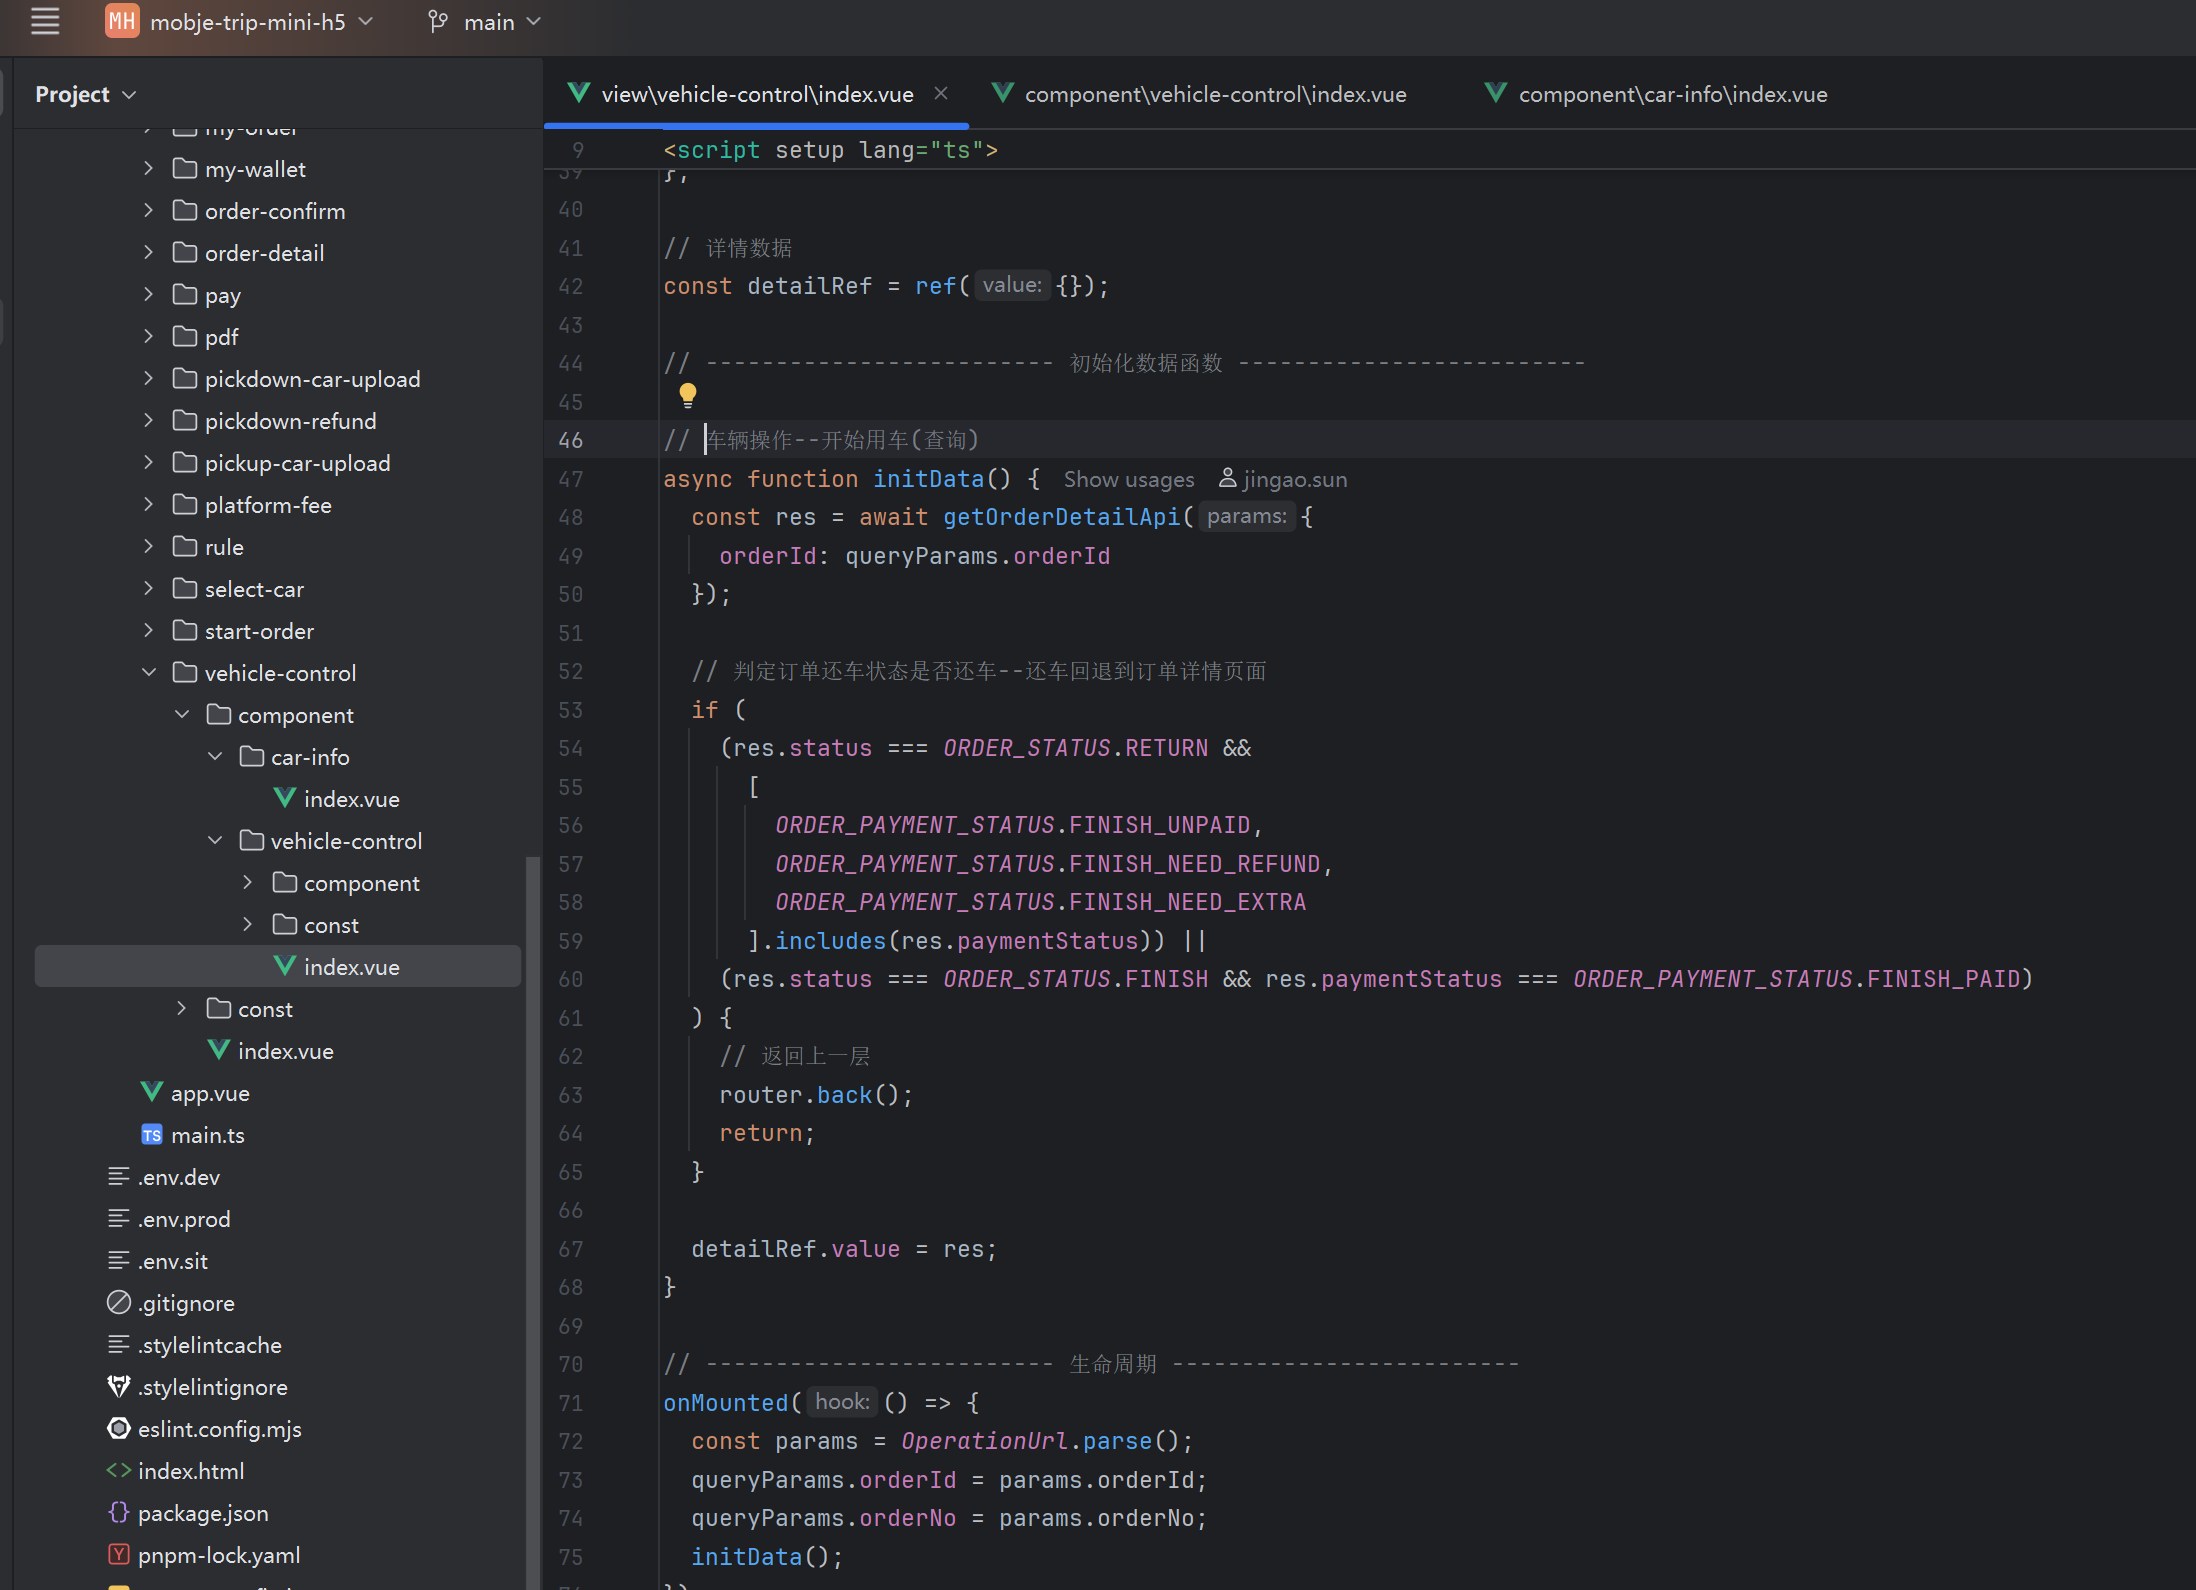 MH mobje-trip-mini-h5 main
Project
my-order
my-wallet
order-confirm
order-detail
pay
pdf
pickdown-car-upload
pickdown-refund
pickup-car-upload
platform-fee
rule
select-car
start-order
vehicle-control
component
car-info
index.vue
vehicle-control
component
const
index.vue
const
index.vue
app.vue
TS main.ts
.env.dev
.env.prod
.env.sit
.gitignore
.stylelintcache
.stylelintignore
eslint.config.mjs
<> index.html
{} package.json
Y pnpm-lock.yaml
view\vehicle-control\index.vue component\vehicle-control\index.vue component\car-info\index.vue
9 <script setup lang="ts">
39 };
40
41 // 详情数据
42 const detailRef = ref( value: {});
43
44 // ------------------------- 初始化数据函数 -------------------------
45
46 // 车辆操作--开始用车(查询)
47 async function initData() { Show usages jingao.sun
48 const res = await getOrderDetailApi( params: {
49 orderId: queryParams.orderId
50 });
51
52 // 判定订单还车状态是否还车--还车回退到订单详情页面
53 if (
54 (res.status === ORDER_STATUS.RETURN &&
55 [
56 ORDER_PAYMENT_STATUS.FINISH_UNPAID,
57 ORDER_PAYMENT_STATUS.FINISH_NEED_REFUND,
58 ORDER_PAYMENT_STATUS.FINISH_NEED_EXTRA
59 ].includes(res.paymentStatus)) ||
60 (res.status === ORDER_STATUS.FINISH && res.paymentStatus === ORDER_PAYMENT_STATUS.FINISH_PAID)
61 ) {
62 // 返回上一层
63 router.back();
64 return;
65 }
66
67 detailRef.value = res;
68 }
69
70 // ------------------------- 生命周期 -------------------------
71 onMounted( hook: () => {
72 const params = OperationUrl.parse();
73 queryParams.orderId = params.orderId;
74 queryParams.orderNo = params.orderNo;
75 initData();